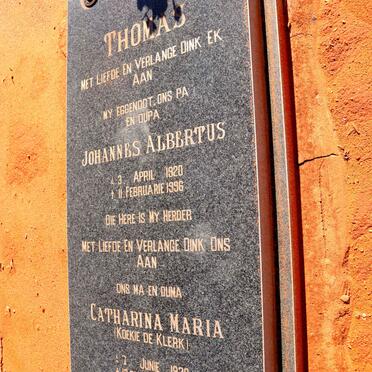 THOMAS
MET LIEFDE EN VERLANGE DINK EK
AAN
MY EGGENOOT, ONS PA
EN OUPA
JOHANNES ALBERTUS
3 APRIL 1920
† 11 FEBRUARIE 1996
DIE HERE IS MY HERDER
MET LIEFDE EN VERLANGE DINK ONS
AAN
ONS MA EN OUMA
CATHARINA MARIA
(KOEKIE DE KLERK)
JUNIE